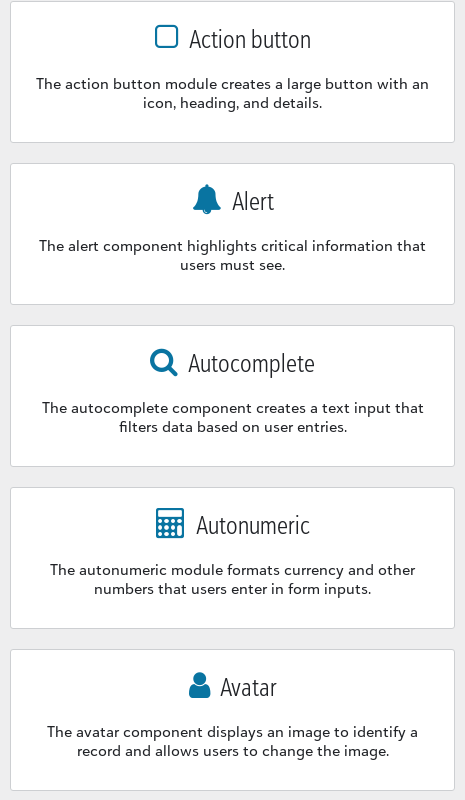 Action button
The action button module creates a large button with an
icon, heading, and details.
Alert
The alert component highlights critical information that
users must see.
Autocomplete
The autocomplete component creates a text input that
filters data based on user entries.
Autonumeric
The autonumeric module formats currency and other
numbers that users enter in form inputs.
Avatar
The avatar component displays an image to identify a
record and allows users to change the image.